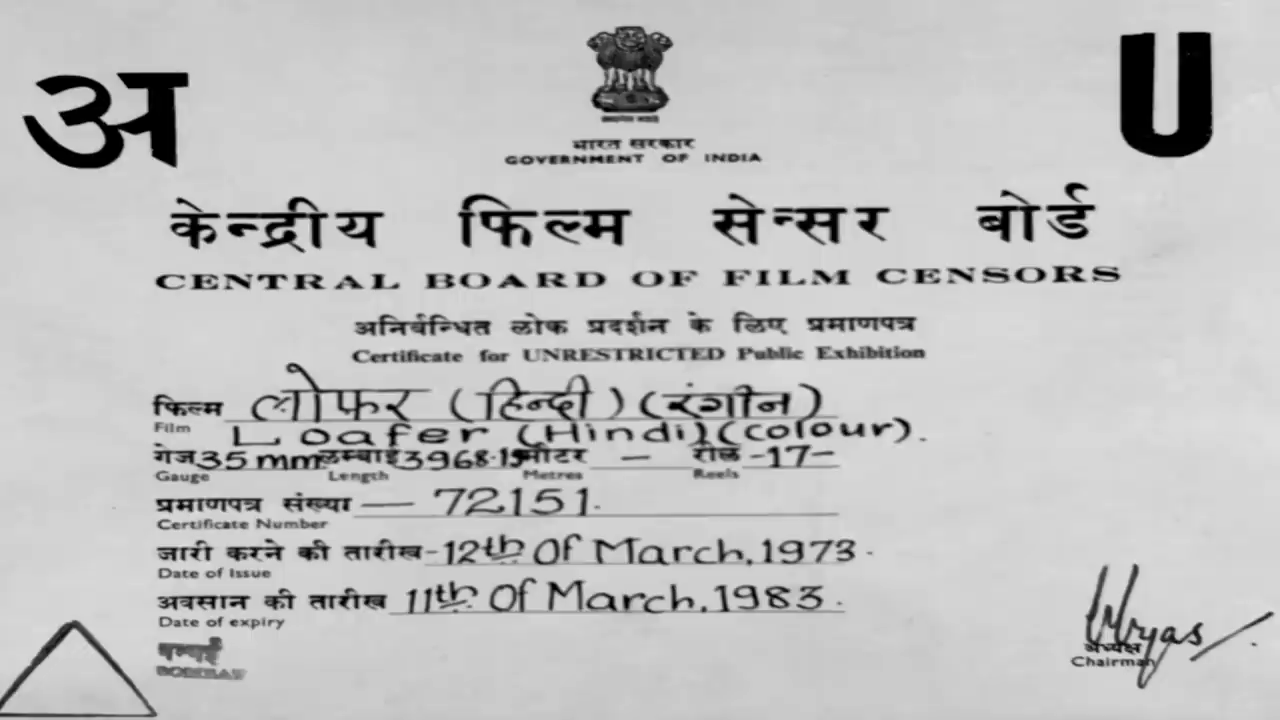 अ
U
भारत सरकार
GOVERNMENT OF INDIA
केन्द्रीय फिल्म सेन्सर बोर्ड
CENTRAL BOARD OF FILM CENSORS
अनिर्बन्धित लोक प्रदर्शन के लिए प्रमाणपत्र
Certificate for UNRESTRICTED Public Exhibition
फिल्म लोफर (हिन्दी) (रंगीन)
Film Loafer (Hindi) (colour).
गेज 35 mm लम्बाई 3968.19 मीटर — रील -17-
Gauge Length Metres Reels
प्रमाणपत्र संख्या — 72151.
Certificate Number
जारी करने की तारीख - 12th Of March, 1973.
Date of Issue
अवसान की तारीख 11th Of March, 1983.
Date of expiry
बम्बई
BOMBAY
Vyas
अध्यक्ष
Chairman